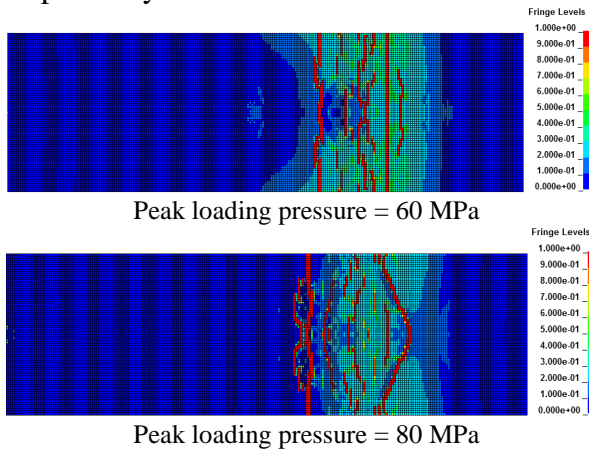 Fringe Levels
1.000e+00
9.000e-01
8.000e-01
7.000e-01
6.000e-01
5.000e-01
4.000e-01
3.000e-01
2.000e-01
1.000e-01
0.000e+00
Peak loading pressure = 60 MPa
Fringe Levels
1.000e+00
9.000e-01
8.000e-01
7.000e-01
6.000e-01
5.000e-01
4.000e-01
3.000e-01
2.000e-01
1.000e-01
0.000e+00
Peak loading pressure = 80 MPa